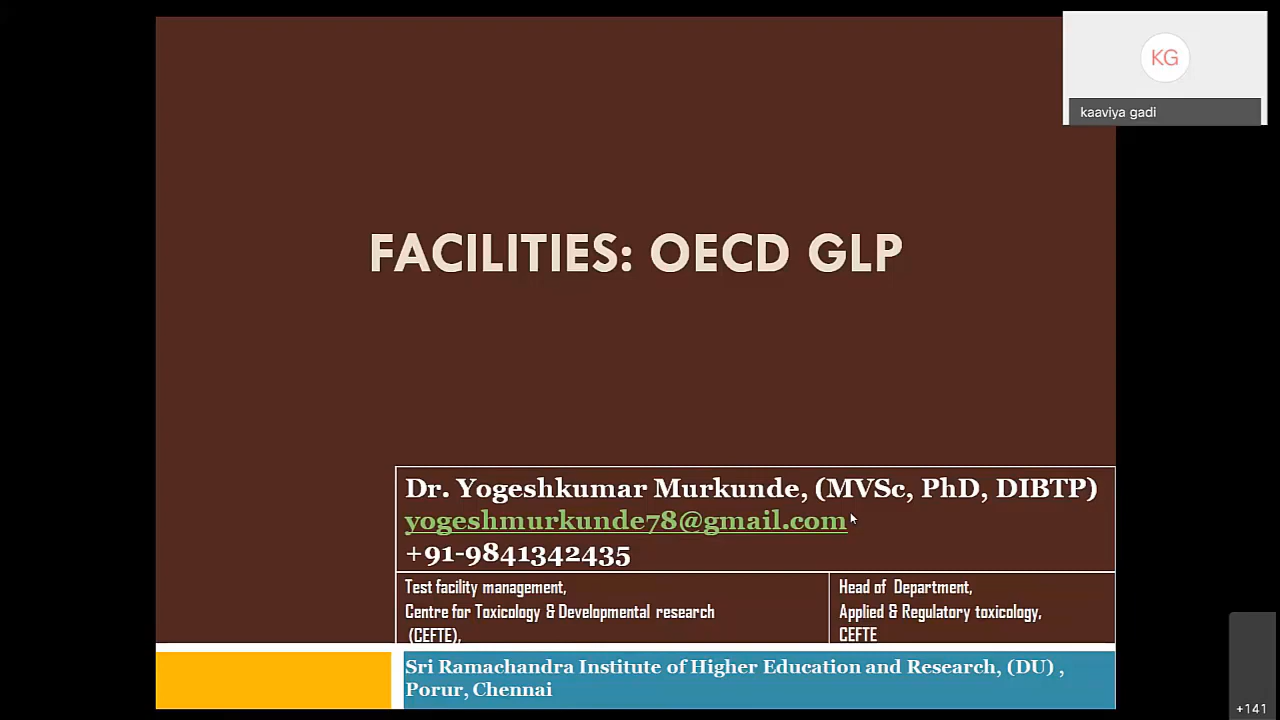 KG
kaaviya gadi
FACILITIES: OECD GLP
Dr. Yogeshkumar Murkunde, (MVSc, PhD, DIBTP)
yogeshmurkunde78@gmail.com
+91-9841342435
Test facility management,
Centre for Toxicology & Developmental research
(CEFTE),
Head of Department,
Applied & Regulatory toxicology,
CEFTE
Sri Ramachandra Institute of Higher Education and Research, (DU) ,
Porur, Chennai
+141